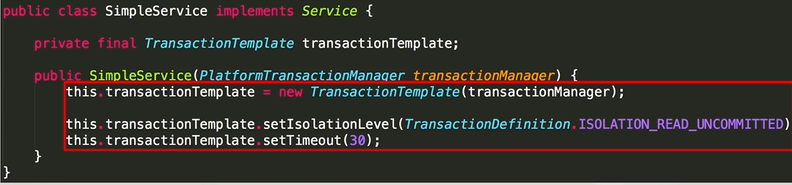 public class SimpleService implements Service {
private final TransactionTemplate transactionTemplate;
public SimpleService(PlatformTransactionManager transactionManager) {
this.transactionTemplate = new TransactionTemplate(transactionManager);
this.transactionTemplate.setIsolationLevel(TransactionDefinition.ISOLATION_READ_UNCOMMITTED)
this.transactionTemplate.setTimeout(30);
}
}